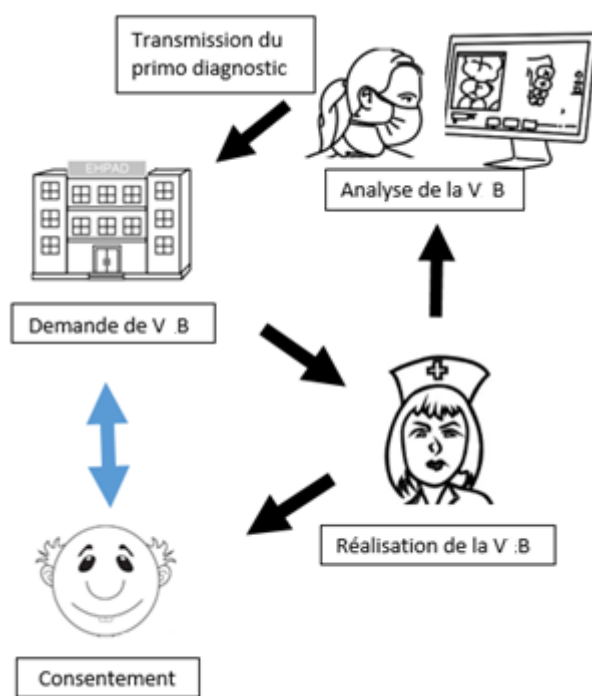 Transmission du
primo diagnostic
EHPAD
Analyse de la V. B
Demande de V .B
Réalisation de la V .B
Consentement